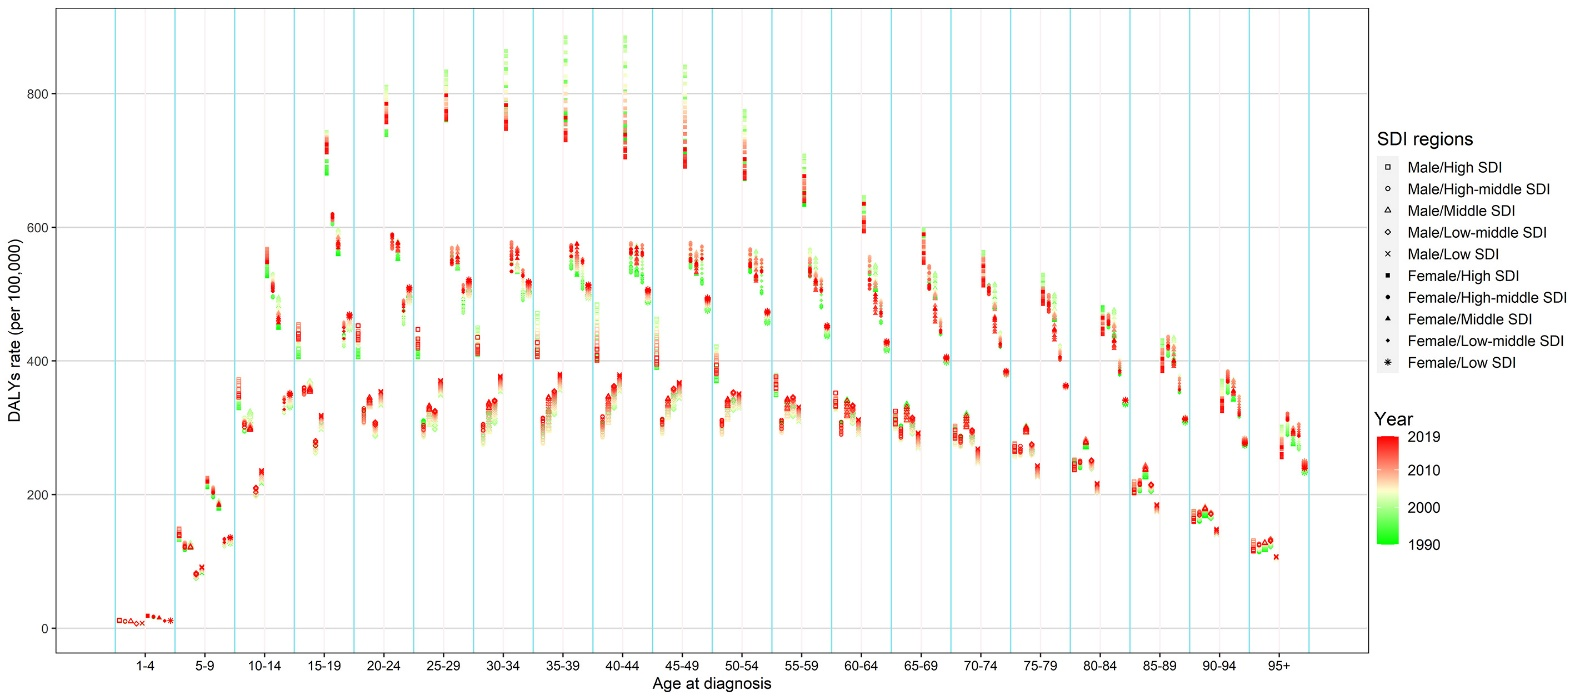 DALYs rate (per 100,000)
800
600
400
200
0
1-4 5-9 10-14 15-19 20-24 25-29 30-34 35-39 40-44 45-49 50-54 55-59 60-64 65-69 70-74 75-79 80-84 85-89 90-94 95+
Age at diagnosis
SDI regions
Male/High SDI
Male/High-middle SDI
Male/Middle SDI
Male/Low-middle SDI
Male/Low SDI
Female/High SDI
Female/High-middle SDI
Female/Middle SDI
Female/Low-middle SDI
Female/Low SDI
Year
2019
2010
2000
1990